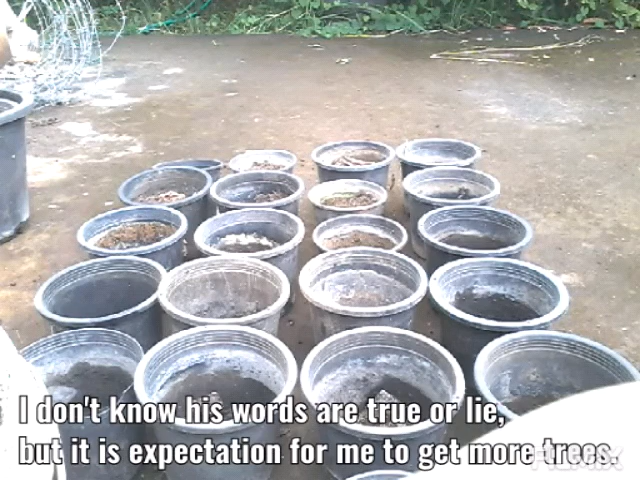 I don't know his words are true or lie,
but it is expectation for me to get more trees.